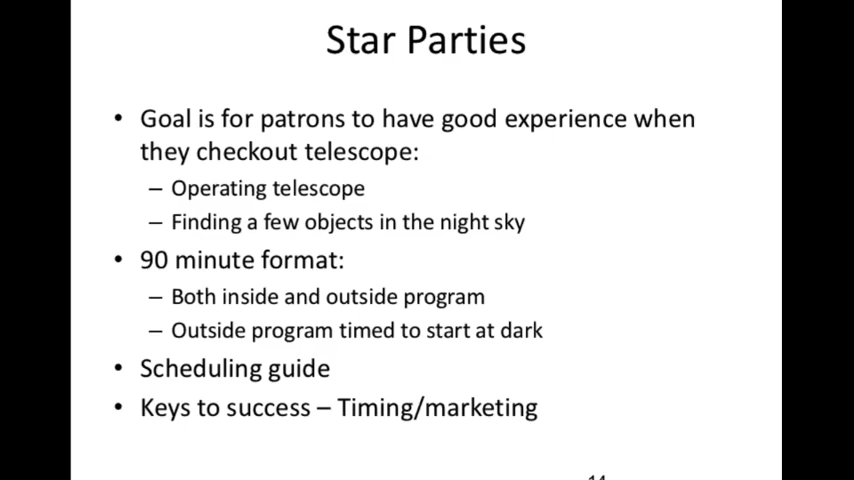 Star Parties
• Goal is for patrons to have good experience when
they checkout telescope:
– Operating telescope
– Finding a few objects in the night sky
• 90 minute format:
– Both inside and outside program
– Outside program timed to start at dark
• Scheduling guide
• Keys to success – Timing/marketing
14